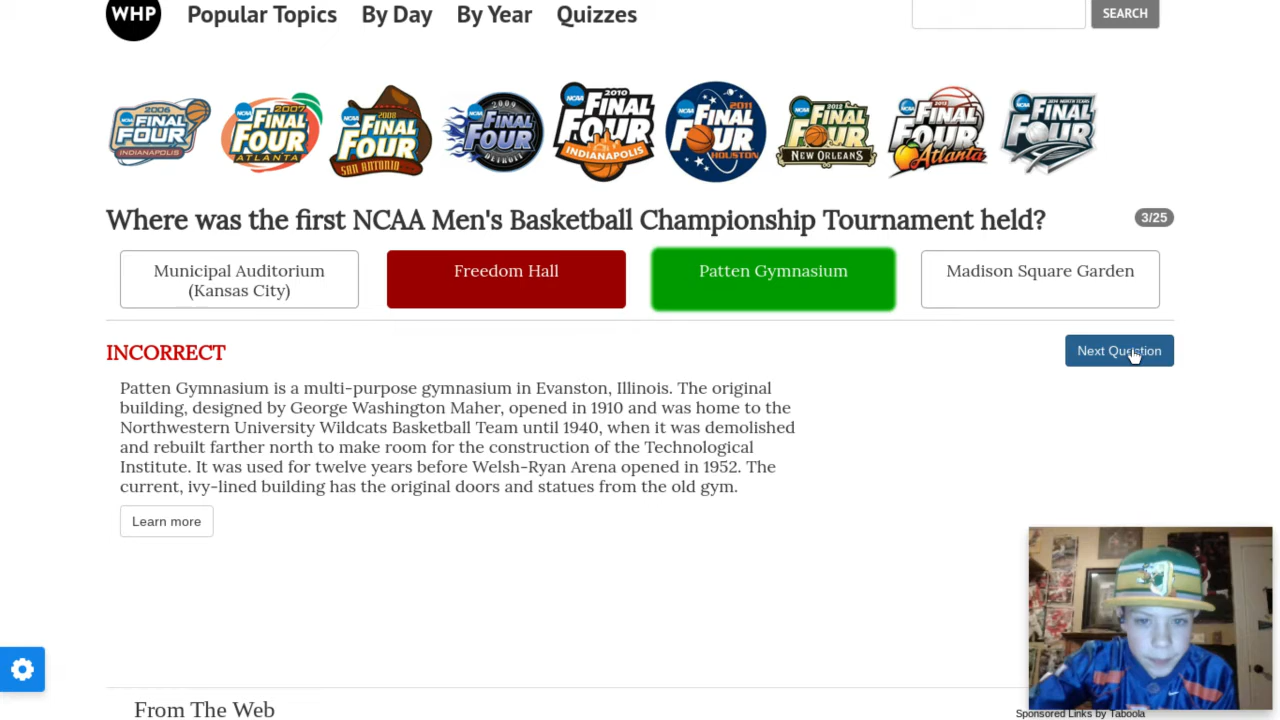 WHP
Popular Topics
By Day
By Year
Quizzes
SEARCH
2006
NCAA
FINAL
FOUR
INDIANAPOLIS
2007
NCAA
FINAL
FOUR
ATLANTA
2008
NCAA
FINAL
FOUR
SAN ANTONIO
2009
NCAA
FINAL
FOUR
DETROIT
2010
NCAA
FINAL
FOUR
INDIANAPOLIS
2011
NCAA
FINAL
FOUR
HOUSTON
2012
NCAA
FINAL
FOUR
NEW ORLEANS
2013
NCAA
FINAL
FOUR
Atlanta
2014 NORTH TEXAS
NCAA
FINAL
FOUR
Where was the first NCAA Men's Basketball Championship Tournament held?
3/25
Municipal Auditorium
(Kansas City)
Freedom Hall
Patten Gymnasium
Madison Square Garden
INCORRECT
Next Question
Patten Gymnasium is a multi-purpose gymnasium in Evanston, Illinois. The original
building, designed by George Washington Maher, opened in 1910 and was home to the
Northwestern University Wildcats Basketball Team until 1940, when it was demolished
and rebuilt farther north to make room for the construction of the Technological
Institute. It was used for twelve years before Welsh-Ryan Arena opened in 1952. The
current, ivy-lined building has the original doors and statues from the old gym.
Learn more
From The Web
Sponsored Links by Taboola